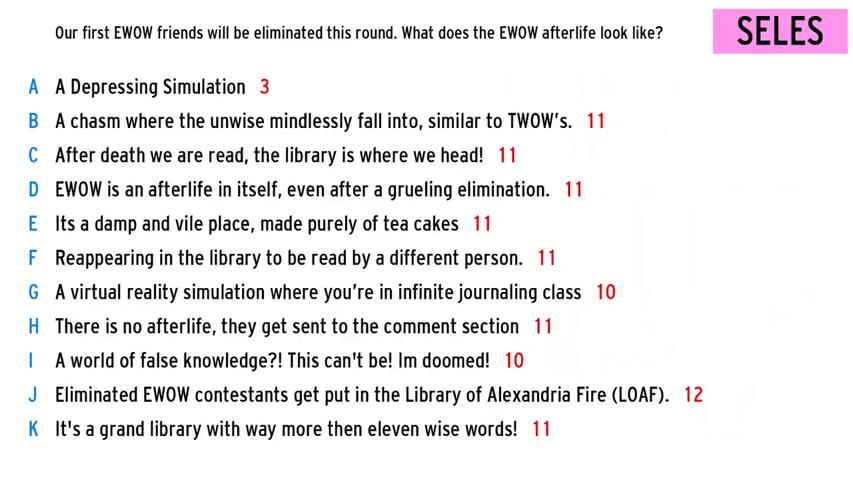 Our first EWOW friends will be eliminated this round. What does the EWOW afterlife look like?
SELES
A A Depressing Simulation 3
B A chasm where the unwise mindlessly fall into, similar to TWOW's. 11
C After death we are read, the library is where we head! 11
D EWOW is an afterlife in itself, even after a grueling elimination. 11
E Its a damp and vile place, made purely of tea cakes 11
F Reappearing in the library to be read by a different person. 11
G A virtual reality simulation where you're in infinite journaling class 10
H There is no afterlife, they get sent to the comment section 11
I A world of false knowledge?! This can't be! Im doomed! 10
J Eliminated EWOW contestants get put in the Library of Alexandria Fire (LOAF). 12
K It's a grand library with way more then eleven wise words! 11